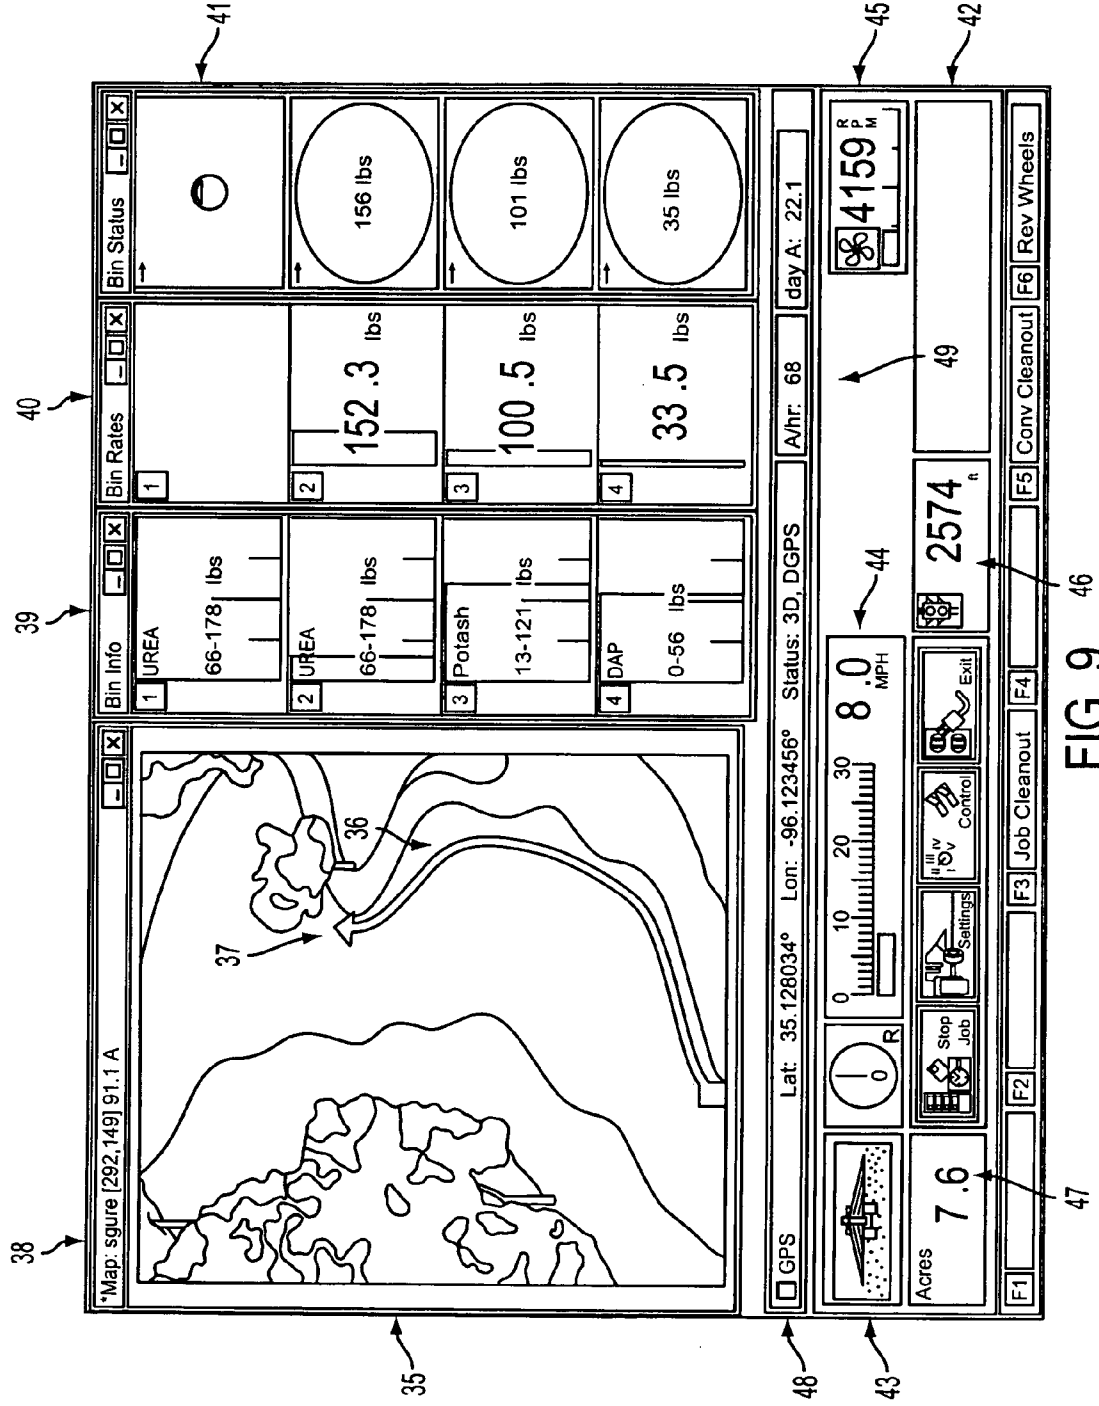 38
39
40
41
*Map: sgure [292,149] 91.1 A
Bin Info
Bin Rates
Bin Status
1 UREA
66-178 lbs
2 UREA
66-178 lbs
3 Potash
13-121 lbs
4 DAP
0-56 lbs
1
2
152.3 lbs
3
100.5 lbs
4
33.5 lbs
156 lbs
101 lbs
35 lbs
35
36
37
48
GPS Lat: 35.128034° Lon: -96.123456° Status: 3D, DGPS A/hr: 68 day A: 22.1
43
0 R
0 10 20 30
8.0 MPH
44
49
4159 RPM
45
Acres
7.6
Stop Job
Settings
I II III IV V
Control
Exit
2574 ft
42
F1 F2 F3 Job Cleanout F4 F5 Conv Cleanout F6 Rev Wheels
47
46
FIG. 9